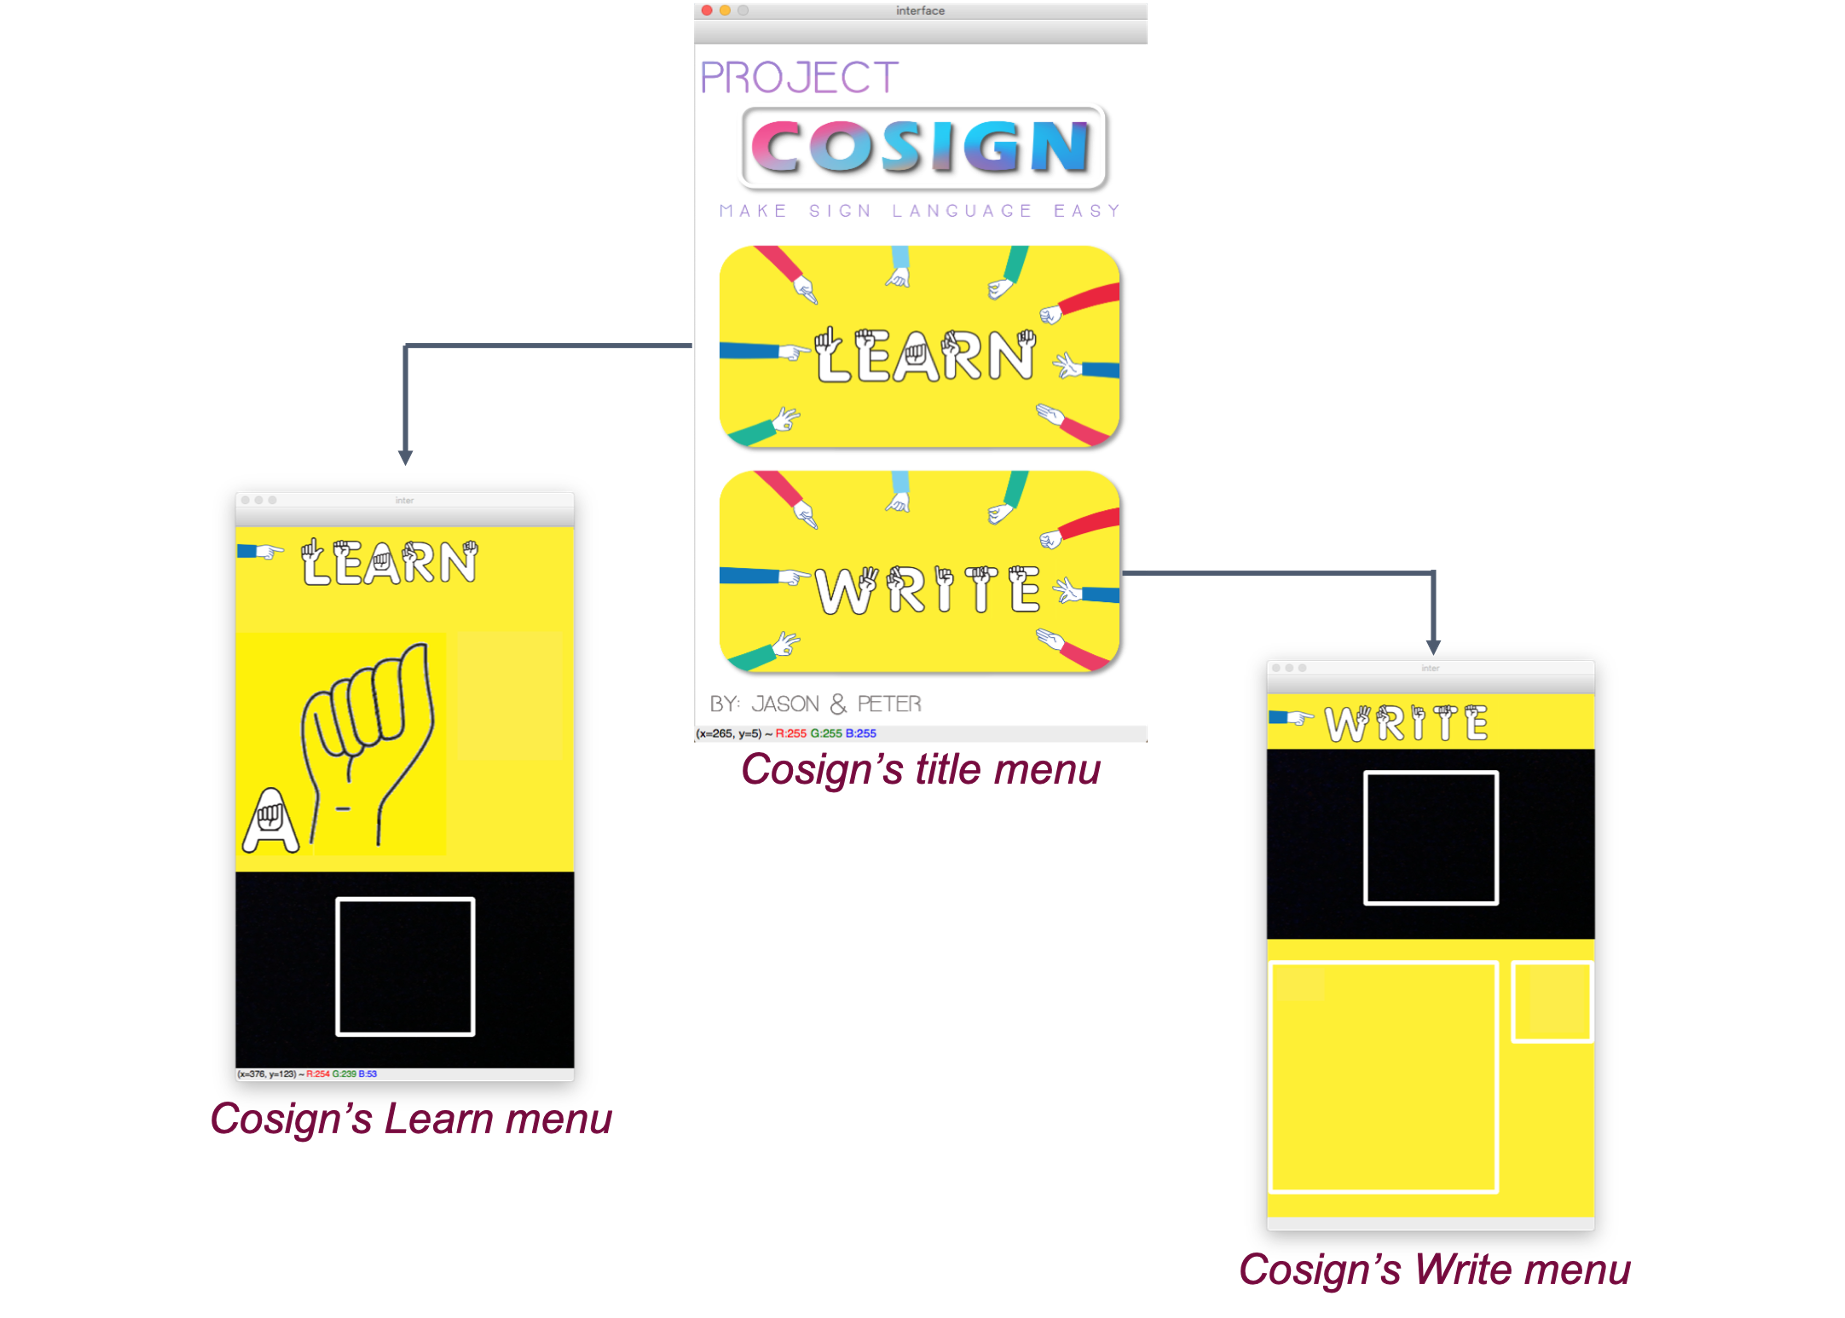 interface
PROJECT
COSIGN
MAKE SIGN LANGUAGE EASY
LEARN
WRITE
BY: JASON & PETER
(x=265, y=5) ~ R:255 G:255 B:255
Cosign's title menu
inter
LEARN
A
(x=376, y=123) ~ R:254 G:239 B:53
Cosign's Learn menu
inter
WRITE
Cosign's Write menu